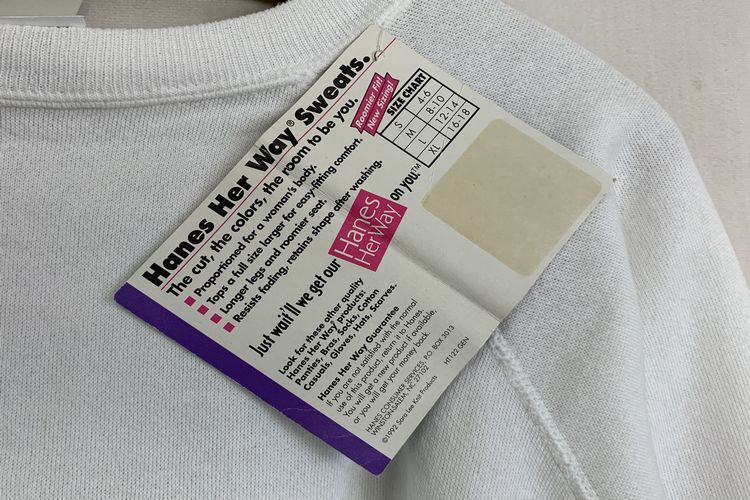 Hanes Her Way® Sweats.
The cut, the colors, the room to be you.
Proportioned for a woman's body.
Tops a full size larger for easy-fitting comfort.
Longer legs and roomier seat.
Resists fading, retains shape after washing.
Just wait'll we get our
Hanes
HerWay
on you.™
Roomier Fit!
New Sizing!
SIZE CHART
S 4-6
M 8-10
L 12-14
XL 16-18
Look for these other quality
Hanes Her Way products:
Panties, Bras, Socks, Cotton
Casuals, Gloves, Hats, Scarves.
Hanes Her Way Guarantee
If you are not satisfied with the normal
use of this product, return it to Hanes.
You will get a new product if available,
or you will get your money back.
HANES CONSUMER SERVICES, P.O. BOX 3013
WINSTON-SALEM, NC 27102
©1992 Sara Lee Knit Products
HT-122 GEN